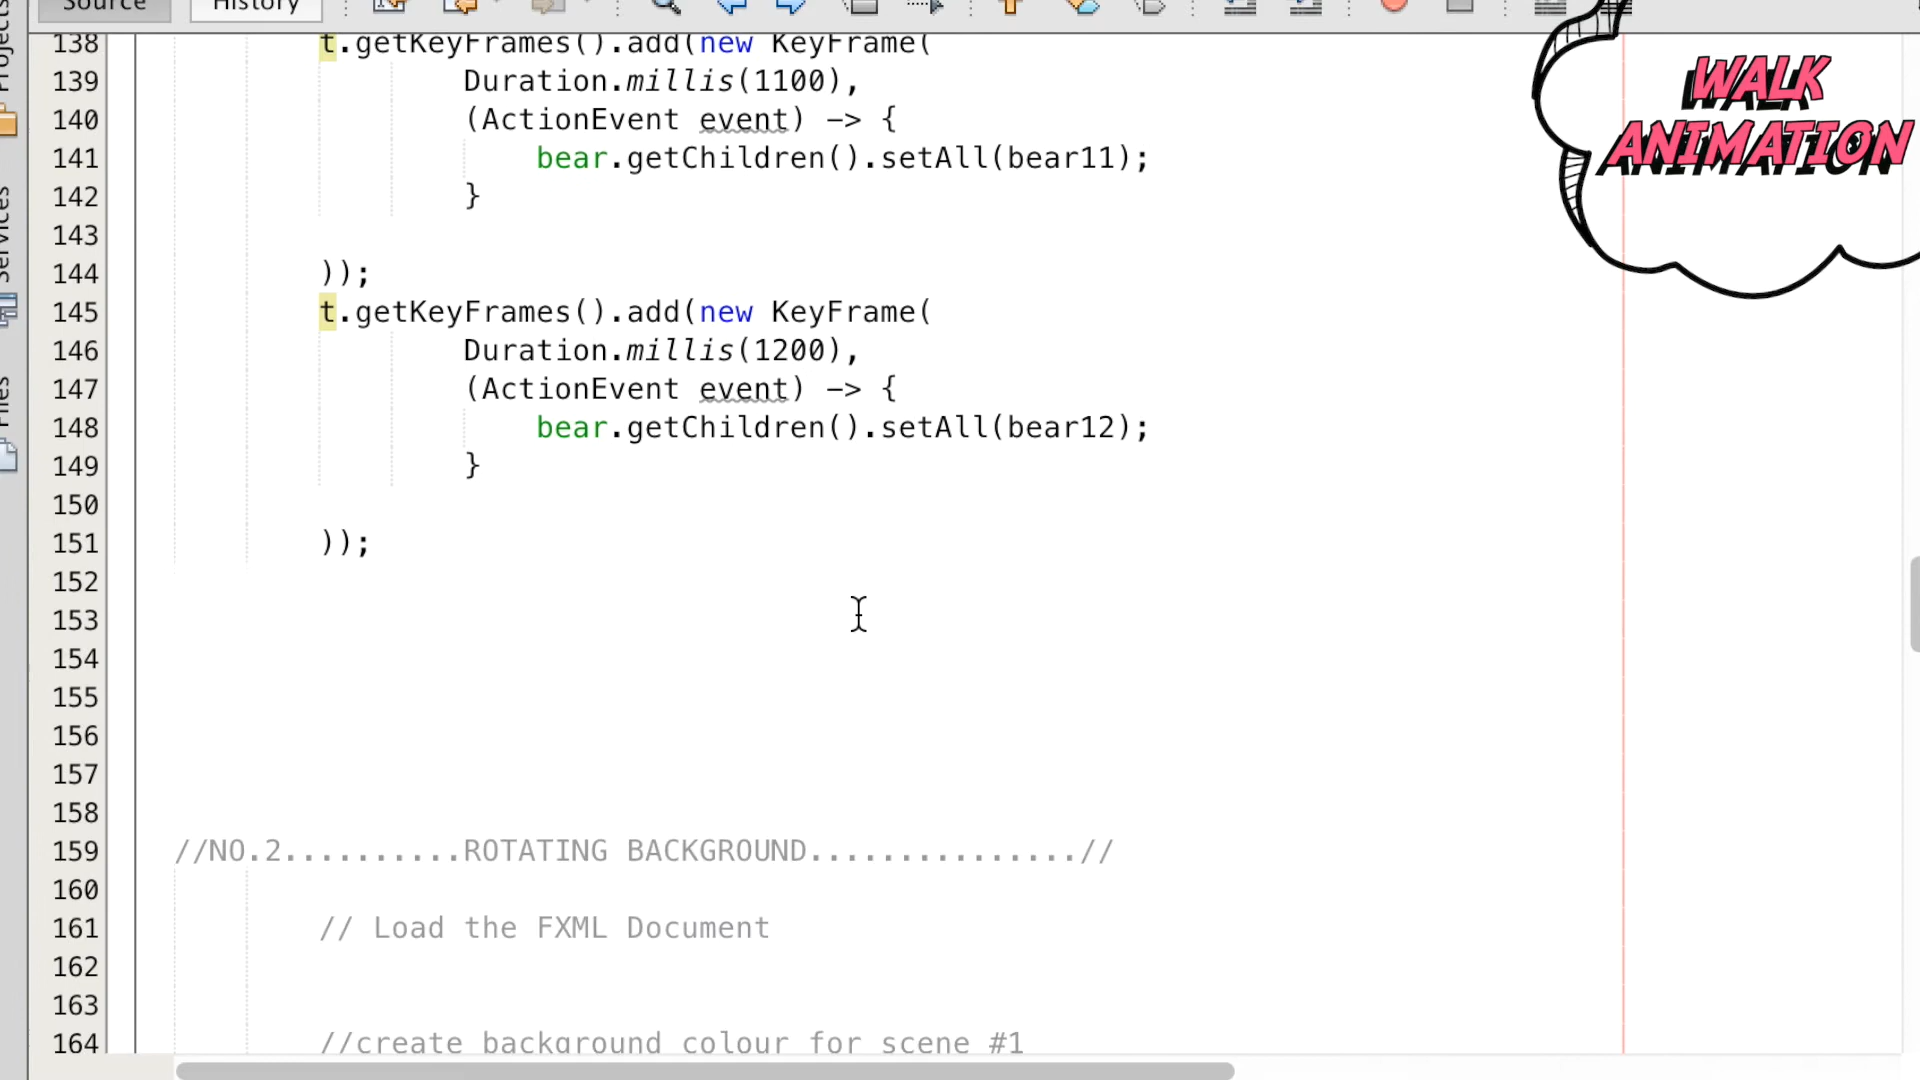 Source History
Projects
Services
Files
138 t.getKeyFrames().add(new KeyFrame(
139 Duration.millis(1100),
140 (ActionEvent event) -> {
141 bear.getChildren().setAll(bear11);
142 }
143
144 ));
145 t.getKeyFrames().add(new KeyFrame(
146 Duration.millis(1200),
147 (ActionEvent event) -> {
148 bear.getChildren().setAll(bear12);
149 }
150
151 ));
152
153
154
155
156
157
158
159 //NO.2..........ROTATING BACKGROUND...............//
160
161 // Load the FXML Document
162
163
164 //create background colour for scene #1
WALK
ANIMATION